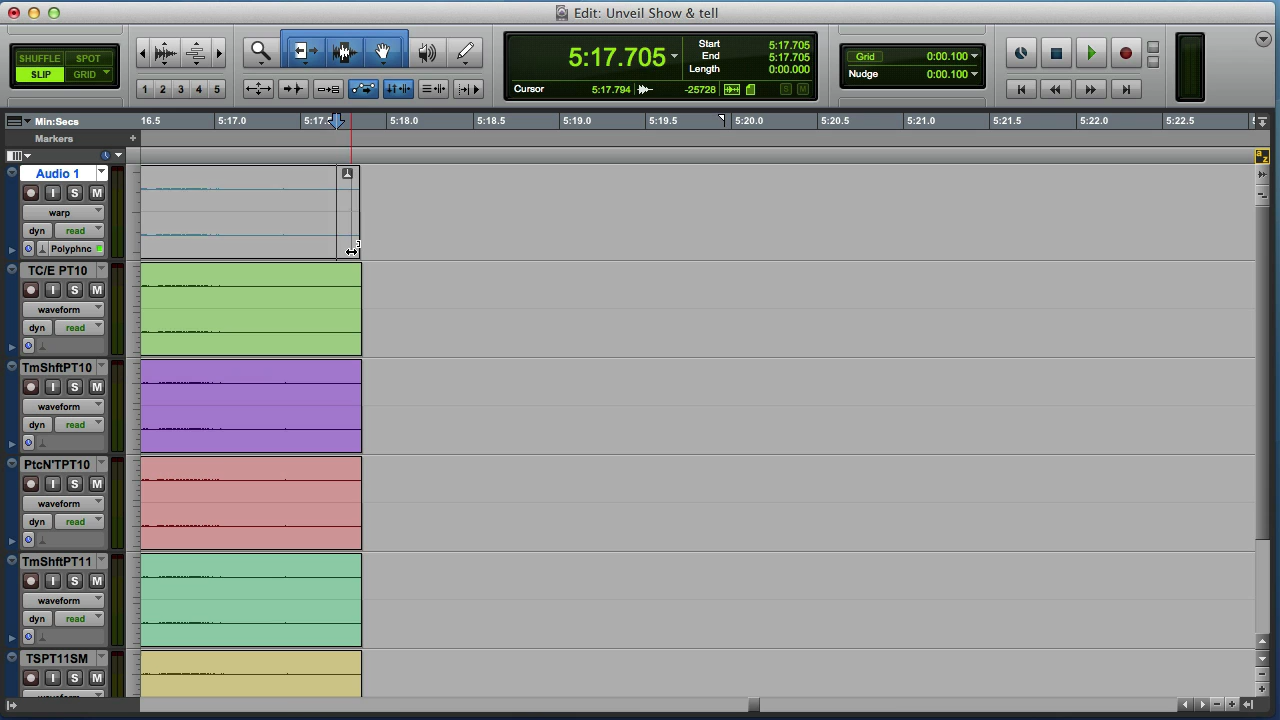 Edit: Unveil Show & tell
SHUFFLE SPOT
SLIP GRID
1 2 3 4 5
5:17.705
Start 5:17.705
End 5:17.705
Length 0:00.000
Cursor 5:17.794 -25728 S M
Grid 0:00.100
Nudge 0:00.100
Min:Secs 16.5 5:17.0 5:18.0 5:18.5 5:19.0 5:19.5 5:20.0 5:20.5 5:21.0 5:21.5 5:22.0 5:22.5
Markers +
a z
Audio 1
I S M
warp
dyn read
Polyphnc
TC/E PT10
I S M
waveform
dyn read
TmShftPT10
I S M
waveform
dyn read
PtcN'TPT10
I S M
waveform
dyn read
TmShftPT11
I S M
waveform
dyn read
TSPT11SM
I S M